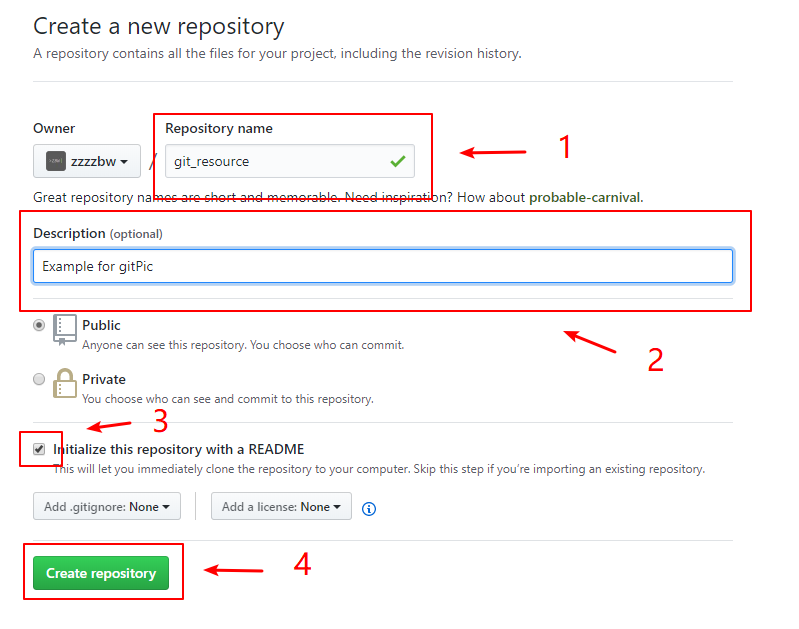 Create a new repository
A repository contains all the files for your project, including the revision history.
Owner
Repository name
zzzzbw
/
git_resource
1
Great repository names are short and memorable. Need inspiration? How about probable-carnival.
Description (optional)
Example for gitPic
Public
Anyone can see this repository. You choose who can commit.
2
Private
You choose who can see and commit to this repository.
3
Initialize this repository with a README
This will let you immediately clone the repository to your computer. Skip this step if you're importing an existing repository.
Add .gitignore: None
Add a license: None
Create repository
4